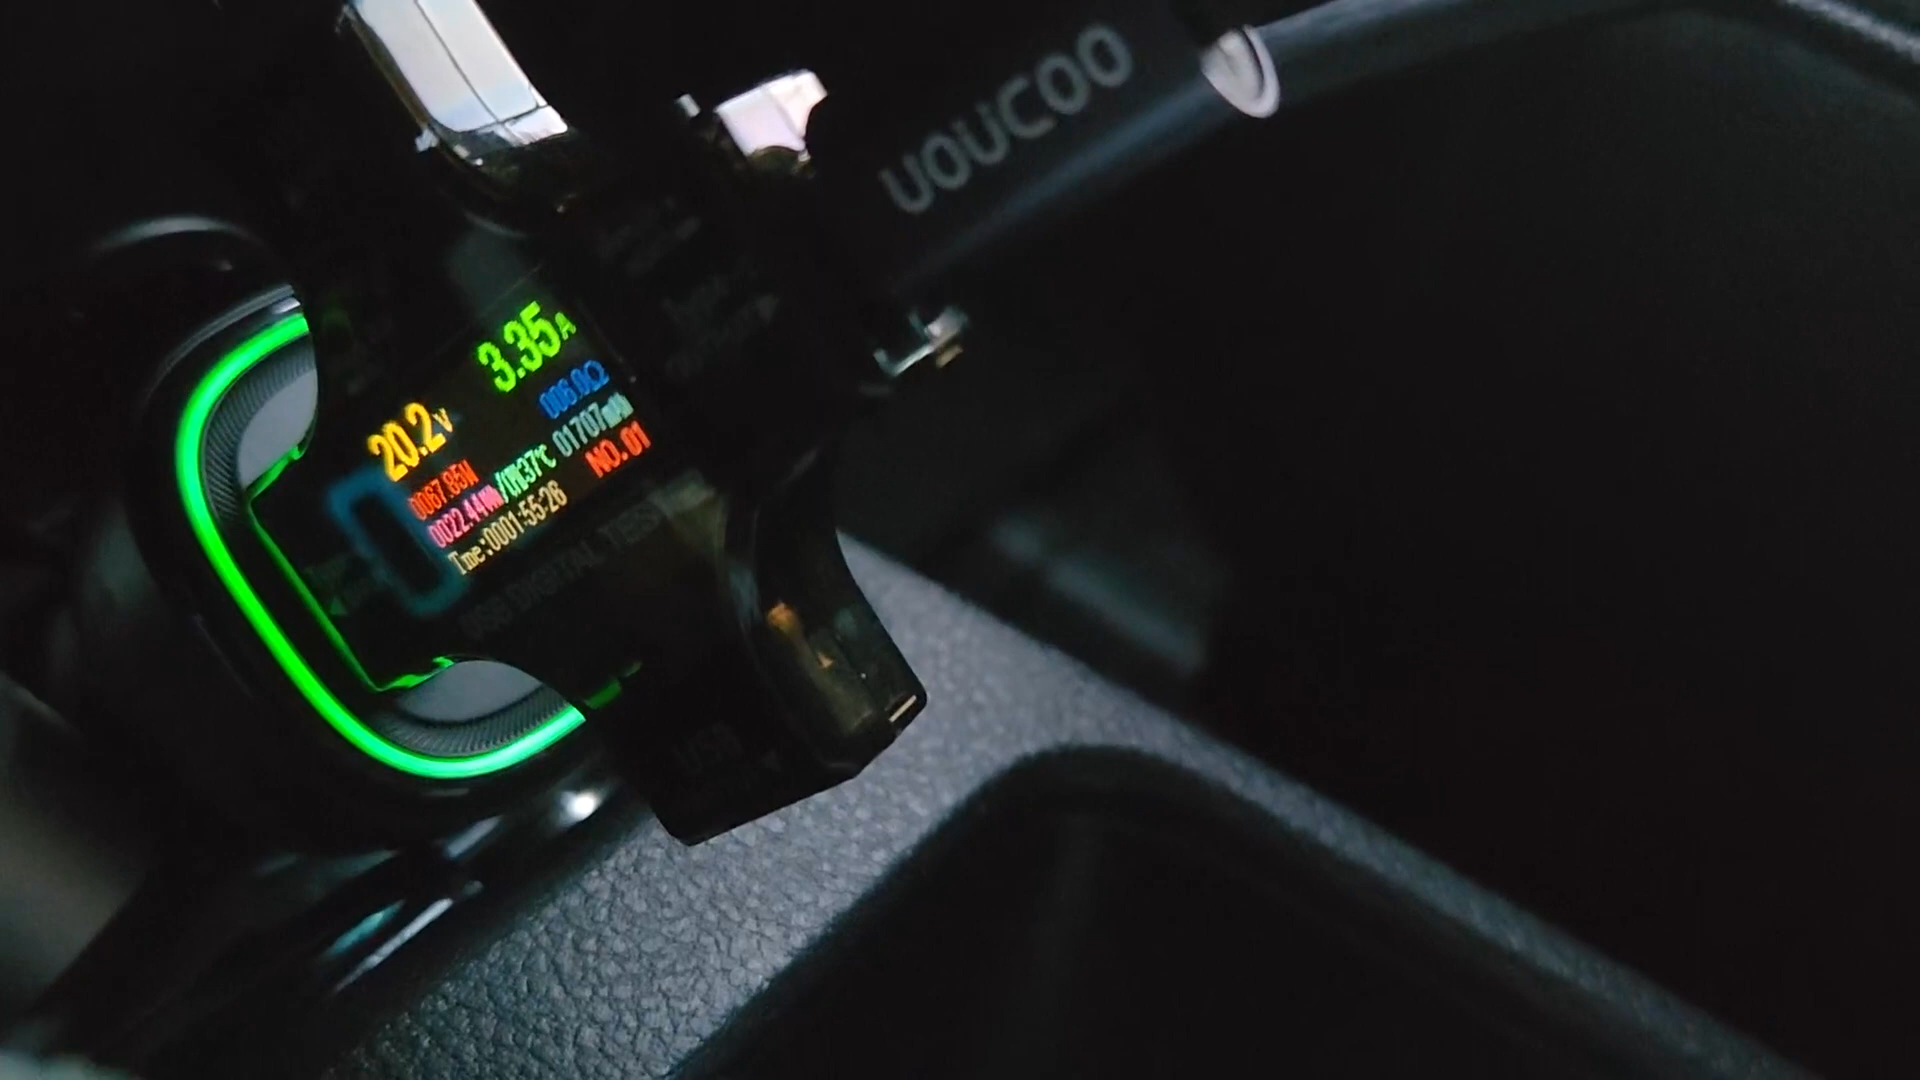 UOUCOO
20.2V 3.35A
0067.85W 006.0Ω
0022.44Wh/ 37℃ 01707mAh
Time:0001:55:26 NO.01
USB DIGITAL TESTER